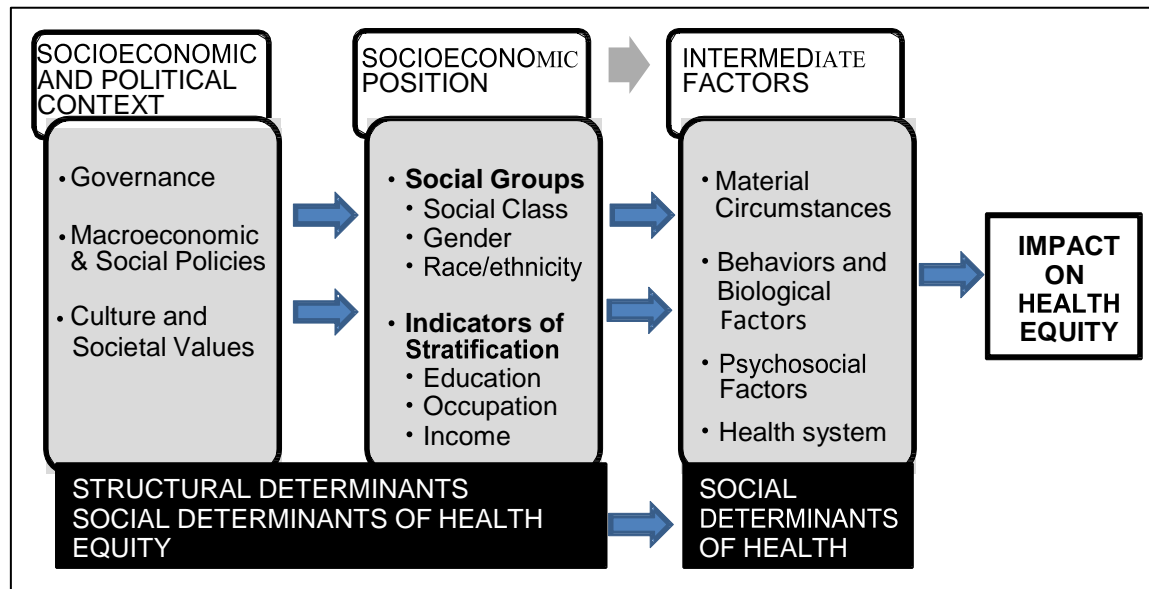 SOCIOECONOMIC
AND POLITICAL
CONTEXT
• Governance
• Macroeconomic
& Social Policies
• Culture and
Societal Values
SOCIOECONOMIC
POSITION
• Social Groups
• Social Class
• Gender
• Race/ethnicity
• Indicators of
Stratification
• Education
• Occupation
• Income
INTERMEDIATE
FACTORS
• Material
Circumstances
• Behaviors and
Biological
Factors
• Psychosocial
Factors
• Health system
IMPACT
ON
HEALTH
EQUITY
STRUCTURAL DETERMINANTS
SOCIAL DETERMINANTS OF HEALTH
EQUITY
SOCIAL
DETERMINANTS
OF HEALTH